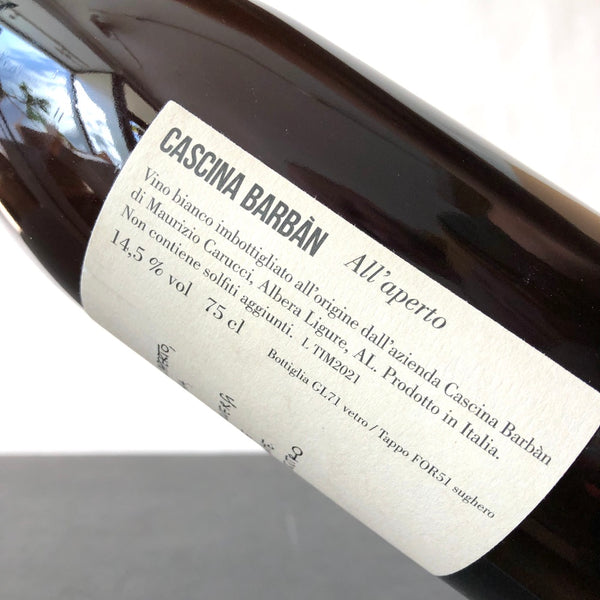 CASCINA BARBÀN All'aperto
Vino bianco imbottigliato all'origine dall'azienda Cascina Barbàn
di Maurizio Carucci, Albera Ligure, AL. Prodotto in Italia.
Non contiene solfiti aggiunti. L TIM2021
14,5 % vol 75 cl
Bottiglia GL71 vetro / Tappo FOR51 sughero